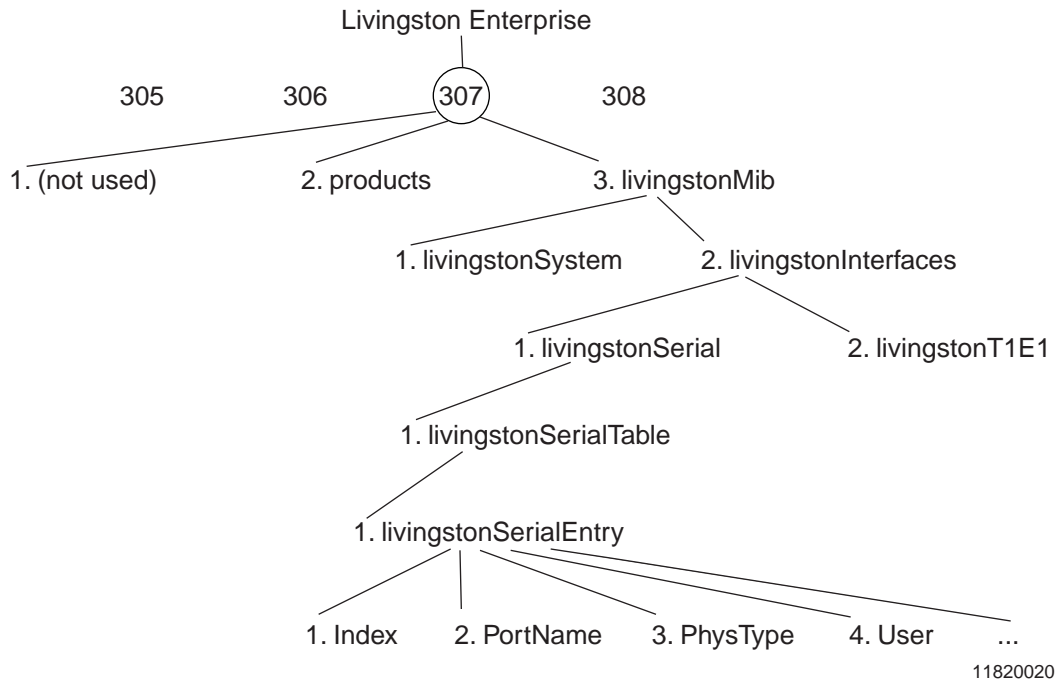 Livingston Enterprise
305 306 307 308
1. (not used) 2. products 3. livingstonMib
1. livingstonSystem 2. livingstonInterfaces
1. livingstonSerial 2. livingstonT1E1
1. livingstonSerialTable
1. livingstonSerialEntry
1. Index 2. PortName 3. PhysType 4. User ...
11820020